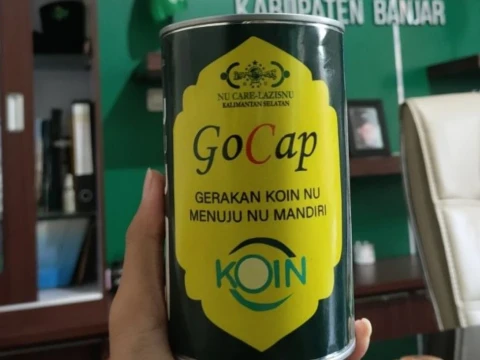 KABUPATEN BANJAR
NU CARE-LAZISNU
KALIMANTAN SELATAN
GoCap
GERAKAN KOIN NU
MENUJU NU MANDIRI
KOIN